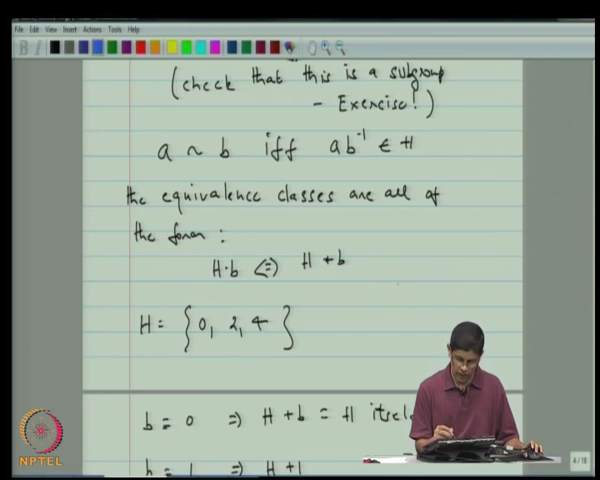 File Edit View Insert Actions Tools Help
(check that this is a subgroup
- Exercise!)
a ~ b iff ab⁻¹ ∈ H
the equivalence classes are all of
the form :
H·b ⇔ H + b
H = { 0, 2, 4 }
b = 0 ⇒ H + b = H itsel
b = 1 ⇒ H + 1
NPTEL
4 / 18